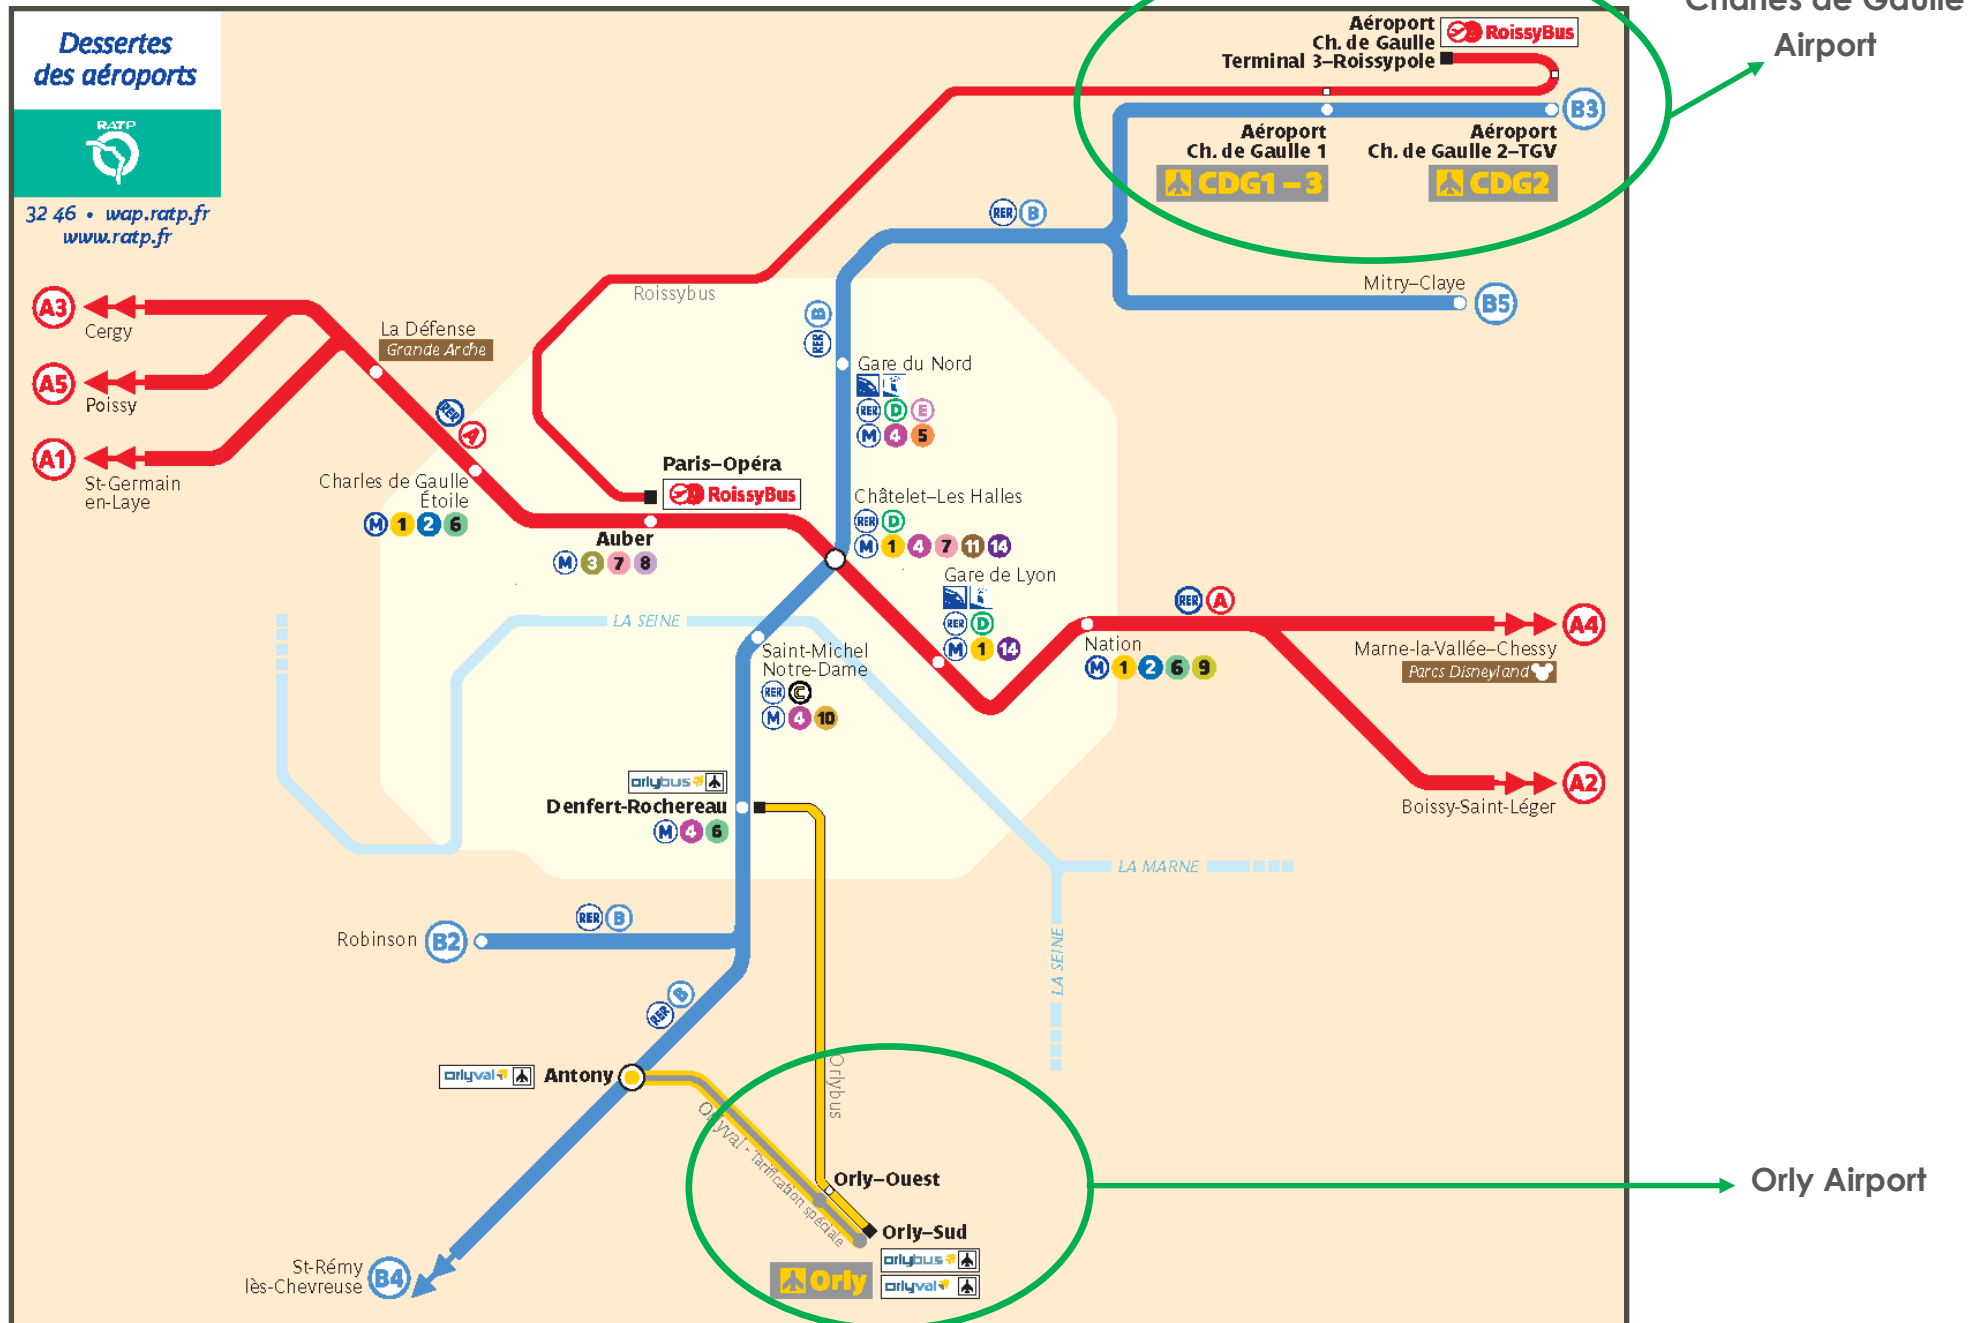 Charles de Gaulle
Airport
Dessertes
des aéroports
RATP
32 46 • wap.ratp.fr
www.ratp.fr
Aéroport
Ch. de Gaulle
Terminal 3–Roissypole
RoissyBus
B3
Aéroport
Ch. de Gaulle 1
CDG1–3
Aéroport
Ch. de Gaulle 2–TGV
CDG2
RER B
Mitry–Claye
B5
Roissybus
A3
Cergy
A5
Poissy
A1
St-Germain
en-Laye
La Défense
Grande Arche
RER A
RER B
Gare du Nord
RER D E
M 4 5
Charles de Gaulle
Étoile
M 1 2 6
Paris–Opéra
RoissyBus
Auber
M 3 7 8
Châtelet–Les Halles
RER D
M 1 4 7 11 14
Gare de Lyon
RER D
M 1 14
LA SEINE
Saint-Michel
Notre-Dame
RER C
M 4 10
Nation
M 1 2 6 9
RER A
A4
Marne-la-Vallée–Chessy
Parcs Disneyland
A2
Boissy-Saint-Léger
orlybus
Denfert-Rochereau
M 4 6
LA MARNE
LA SEINE
RER B
Robinson
B2
RER B
orlyval
Antony
Orlybus
Orlyval - Tarification spéciale
Orly–Ouest
Orly–Sud
orlybus
orlyval
Orly
Orly Airport
St-Rémy
lès-Chevreuse
B4